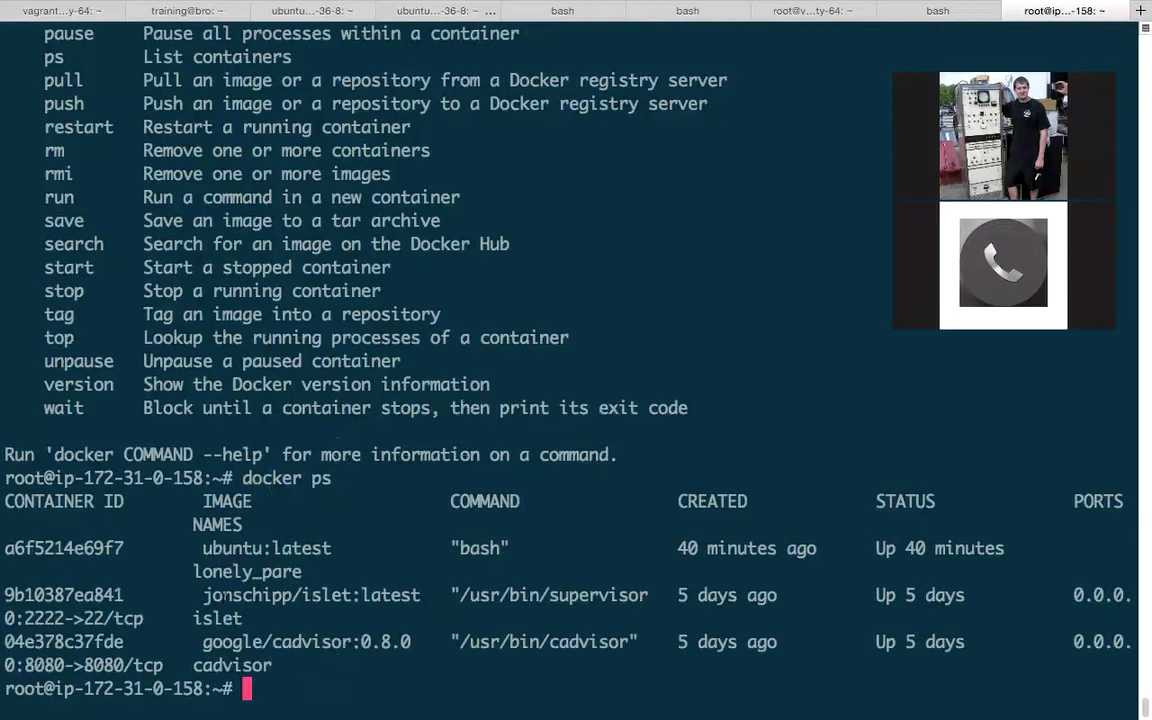 vagrant...y-64: ~ training@bro: ~ ubuntu...-36-8: ~ ubuntu...-36-8: ~ ... bash bash root@v...ty-64: ~ bash root@ip...-158: ~ +
pause Pause all processes within a container
ps List containers
pull Pull an image or a repository from a Docker registry server
push Push an image or a repository to a Docker registry server
restart Restart a running container
rm Remove one or more containers
rmi Remove one or more images
run Run a command in a new container
save Save an image to a tar archive
search Search for an image on the Docker Hub
start Start a stopped container
stop Stop a running container
tag Tag an image into a repository
top Lookup the running processes of a container
unpause Unpause a paused container
version Show the Docker version information
wait Block until a container stops, then print its exit code
Run 'docker COMMAND --help' for more information on a command.
root@ip-172-31-0-158:~# docker ps
CONTAINER ID IMAGE COMMAND CREATED STATUS PORTS
NAMES
a6f5214e69f7 ubuntu:latest "bash" 40 minutes ago Up 40 minutes
lonely_pare
9b10387ea841 jonschipp/islet:latest "/usr/bin/supervisor 5 days ago Up 5 days 0.0.0.
0:2222->22/tcp islet
04e378c37fde google/cadvisor:0.8.0 "/usr/bin/cadvisor" 5 days ago Up 5 days 0.0.0.
0:8080->8080/tcp cadvisor
root@ip-172-31-0-158:~#